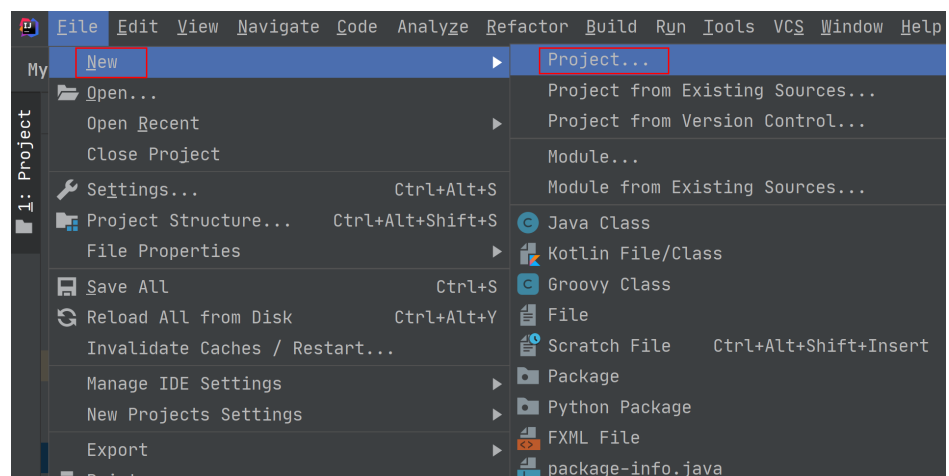 File Edit View Navigate Code Analyze Refactor Build Run Tools VCS Window Help
My
1: Project
New
Open...
Open Recent
Close Project
Settings... Ctrl+Alt+S
Project Structure... Ctrl+Alt+Shift+S
File Properties
Save All Ctrl+S
Reload All from Disk Ctrl+Alt+Y
Invalidate Caches / Restart...
Manage IDE Settings
New Projects Settings
Export
Project...
Project from Existing Sources...
Project from Version Control...
Module...
Module from Existing Sources...
Java Class
Kotlin File/Class
Groovy Class
File
Scratch File Ctrl+Alt+Shift+Insert
Package
Python Package
FXML File
package-info.java